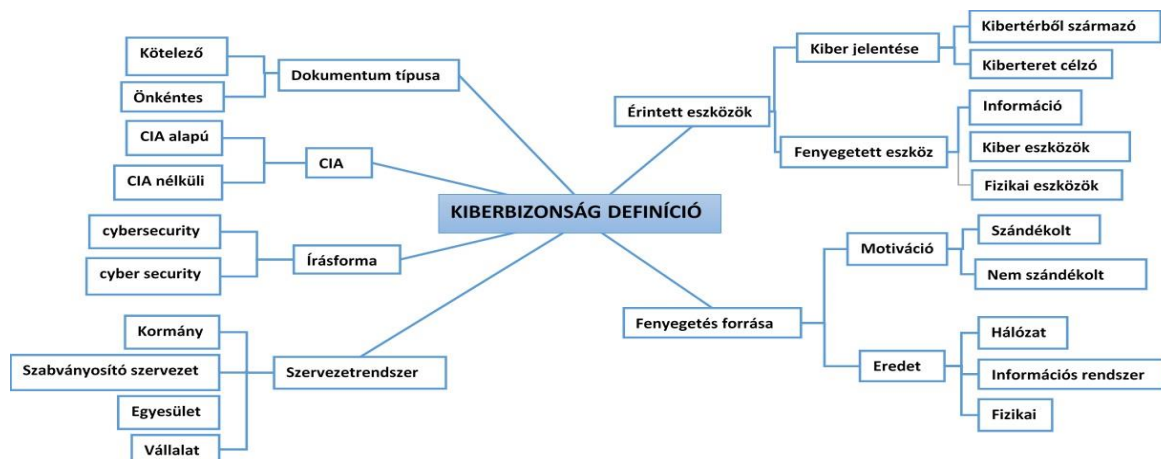 Kötelező
Önkéntes
Dokumentum típusa
CIA alapú
CIA nélküli
CIA
cybersecurity
cyber security
Írásforma
Kormány
Szabványosító szervezet
Egyesület
Vállalat
Szervezetrendszer
KIBERBIZONSÁG DEFINÍCIÓ
Érintett eszközök
Kiber jelentése
Kibertérből származó
Kiberteret célzó
Fenyegetett eszköz
Információ
Kiber eszközök
Fizikai eszközök
Fenyegetés forrása
Motiváció
Szándékolt
Nem szándékolt
Eredet
Hálózat
Információs rendszer
Fizikai